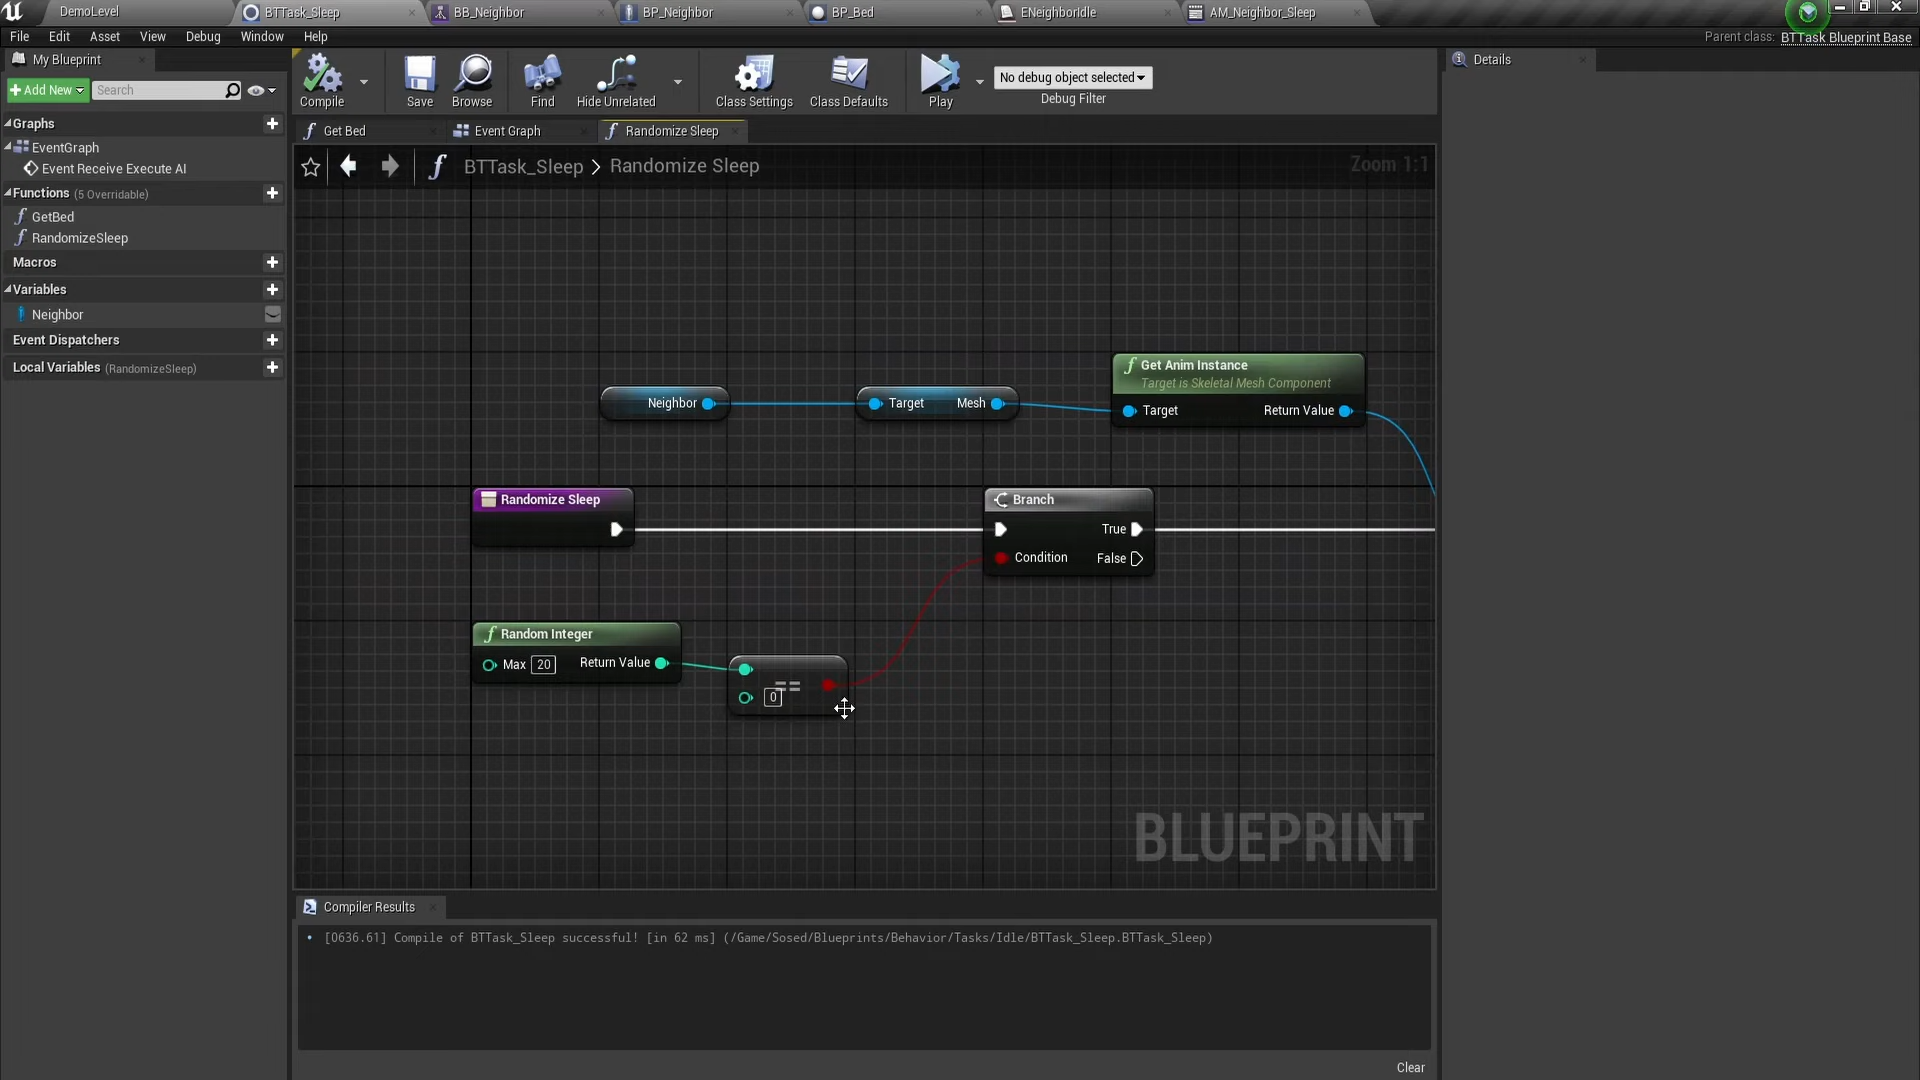 DemoLevel
BTTask_Sleep
BB_Neighbor
BP_Neighbor
BP_Bed
ENeighborIdle
AM_Neighbor_Sleep
File Edit Asset View Debug Window Help
Parent class: BTTask Blueprint Base
My Blueprint
Add New
Search
Graphs
EventGraph
Event Receive Execute AI
Functions (5 Overridable)
GetBed
RandomizeSleep
Macros
Variables
Neighbor
Event Dispatchers
Local Variables (RandomizeSleep)
Compile
Save
Browse
Find
Hide Unrelated
Class Settings
Class Defaults
Play
No debug object selected
Debug Filter
Get Bed
Event Graph
Randomize Sleep
BTTask_Sleep > Randomize Sleep
Zoom 1:1
Neighbor
Target Mesh
Get Anim Instance
Target is Skeletal Mesh Component
Target Return Value
Randomize Sleep
Branch
True
Condition False
Random Integer
Max 20 Return Value
==
0
BLUEPRINT
Compiler Results
[0636.61] Compile of BTTask_Sleep successful! [in 62 ms] (/Game/Sosed/Blueprints/Behavior/Tasks/Idle/BTTask_Sleep.BTTask_Sleep)
Clear
Details